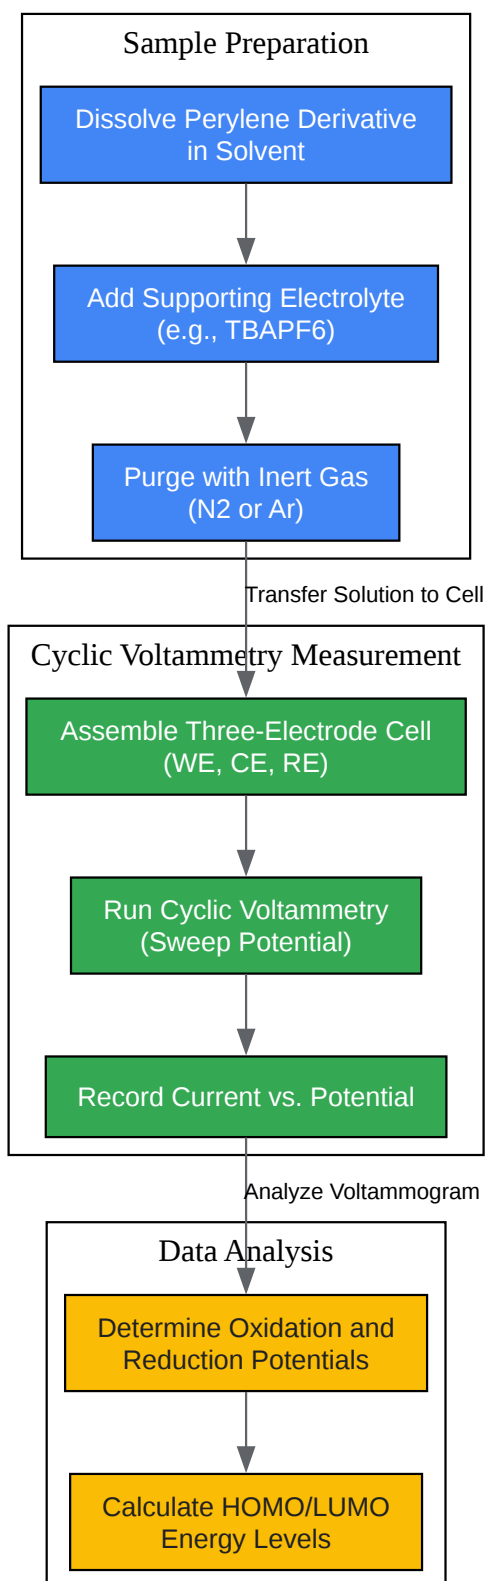 Sample Preparation
Dissolve Perylene Derivative
in Solvent
Add Supporting Electrolyte
(e.g., TBAPF6)
Purge with Inert Gas
(N2 or Ar)
Transfer Solution to Cell
Cyclic Voltammetry Measurement
Assemble Three-Electrode Cell
(WE, CE, RE)
Run Cyclic Voltammetry
(Sweep Potential)
Record Current vs. Potential
Analyze Voltammogram
Data Analysis
Determine Oxidation and
Reduction Potentials
Calculate HOMO/LUMO
Energy Levels